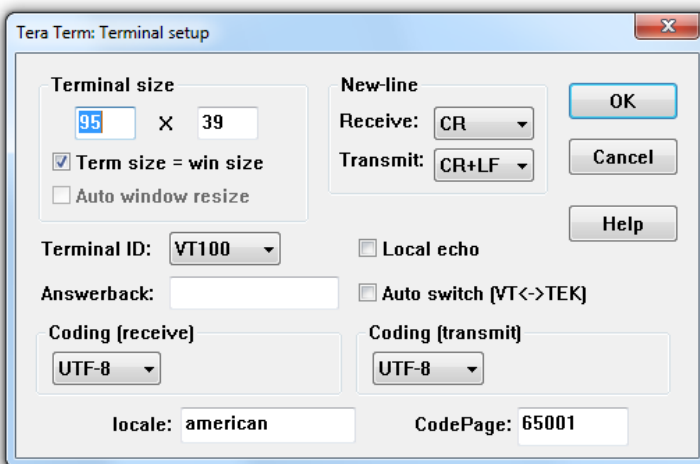 Tera Term: Terminal setup
Terminal size
95 X 39
Term size = win size
Auto window resize
New-line
Receive: CR
Transmit: CR+LF
OK
Cancel
Help
Terminal ID: VT100
Local echo
Answerback:
Auto switch (VT<->TEK)
Coding (receive)
UTF-8
Coding (transmit)
UTF-8
locale: american
CodePage: 65001